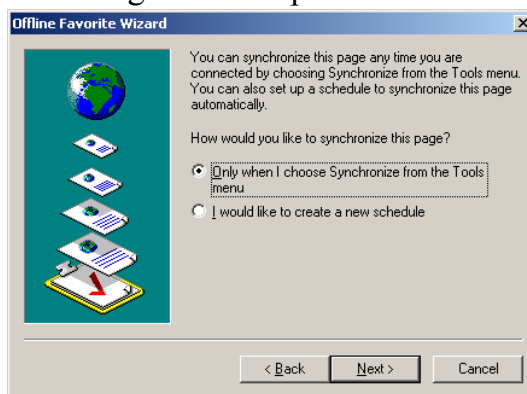 Offline Favorite Wizard
You can synchronize this page any time you are
connected by choosing Synchronize from the Tools menu.
You can also set up a schedule to synchronize this page
automatically.
How would you like to synchronize this page?
Only when I choose Synchronize from the Tools
menu
I would like to create a new schedule
< Back
Next >
Cancel